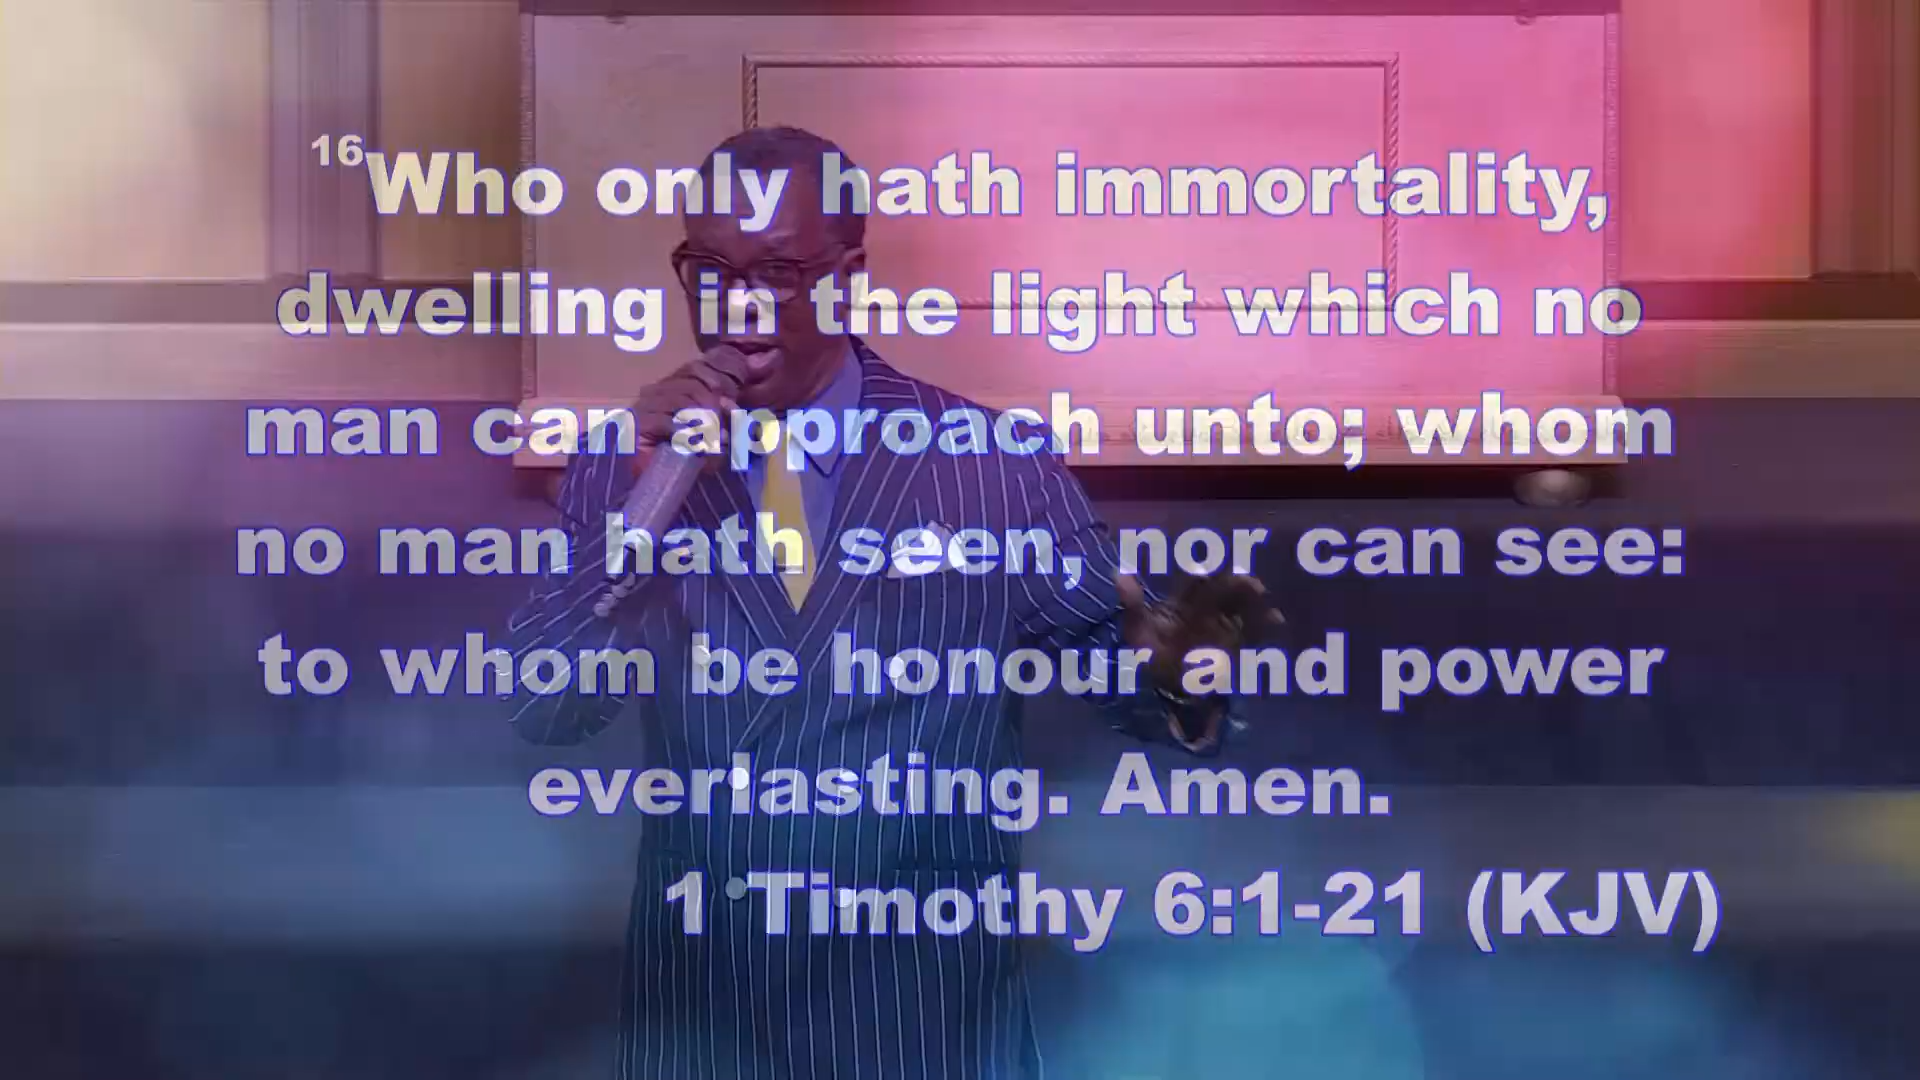 16Who only hath immortality,
dwelling in the light which no
man can approach unto; whom
no man hath seen, nor can see:
to whom be honour and power
everlasting. Amen.
1 Timothy 6:1-21 (KJV)